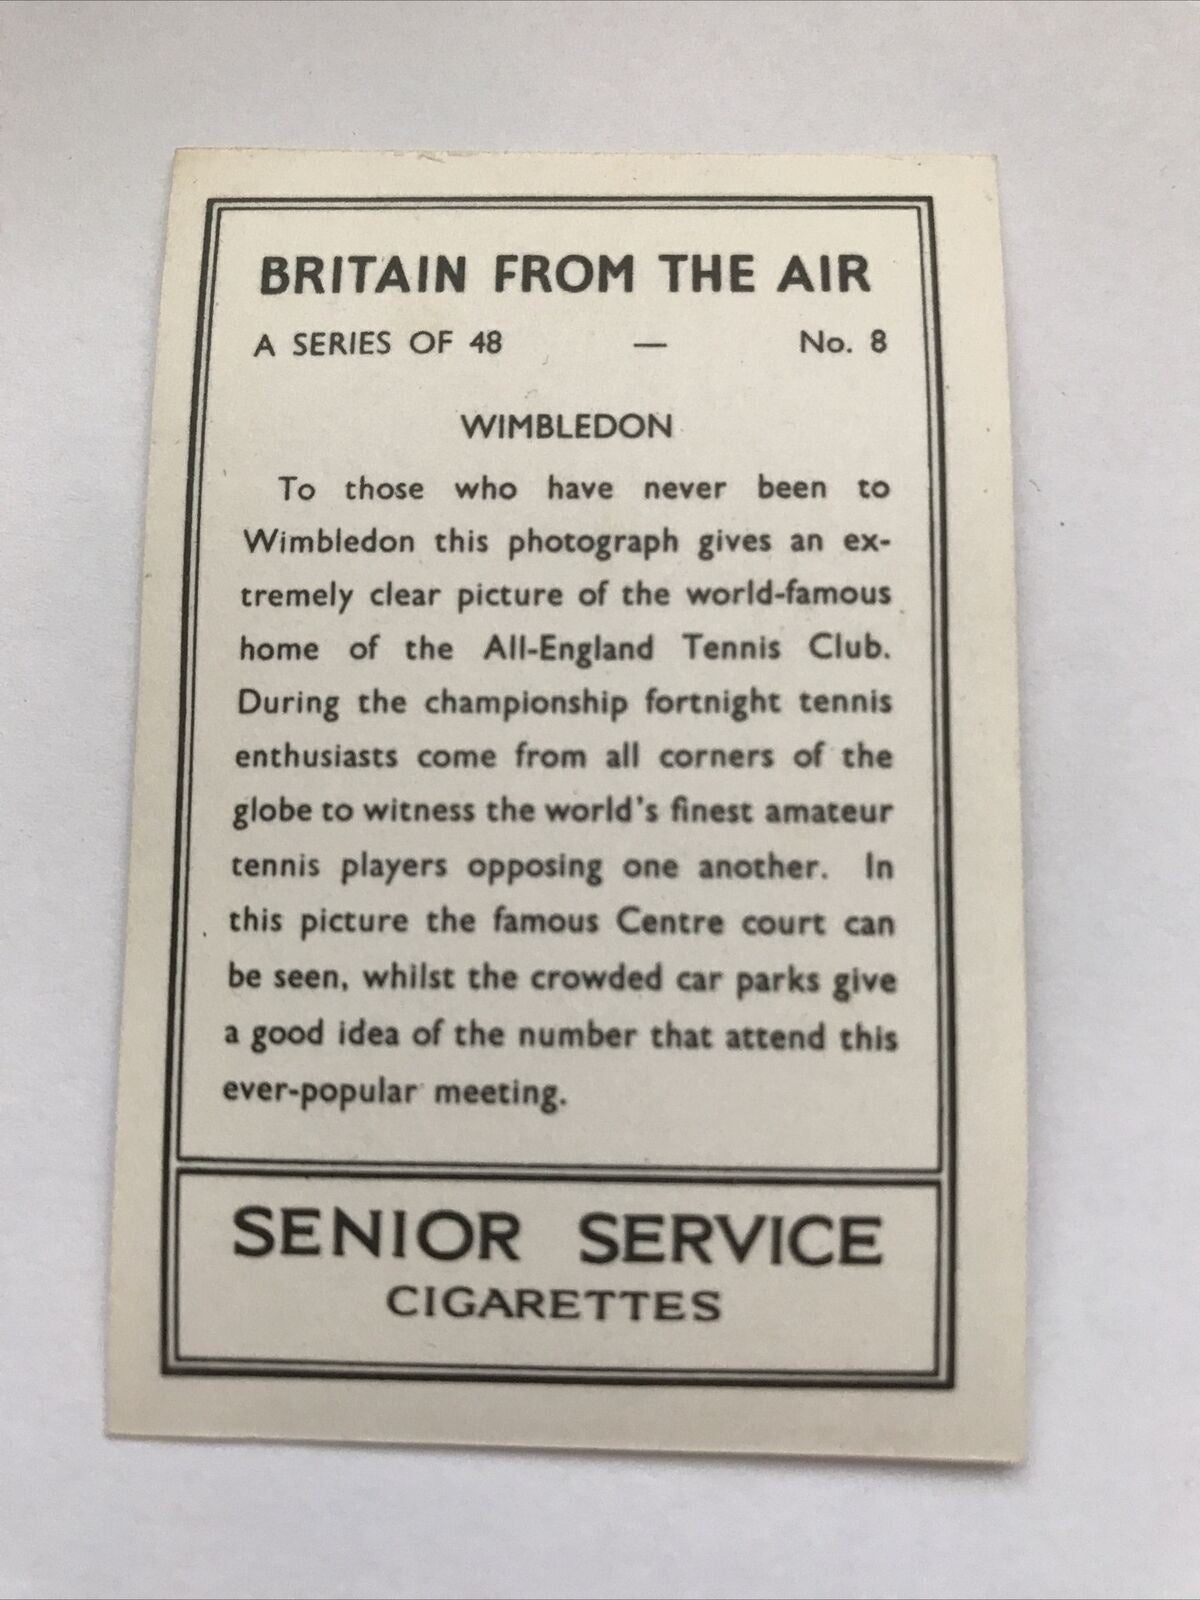 BRITAIN FROM THE AIR
A SERIES OF 48 — No. 8
WIMBLEDON
To those who have never been to
Wimbledon this photograph gives an ex-
tremely clear picture of the world-famous
home of the All-England Tennis Club.
During the championship fortnight tennis
enthusiasts come from all corners of the
globe to witness the world's finest amateur
tennis players opposing one another. In
this picture the famous Centre court can
be seen, whilst the crowded car parks give
a good idea of the number that attend this
ever-popular meeting.
SENIOR SERVICE
CIGARETTES